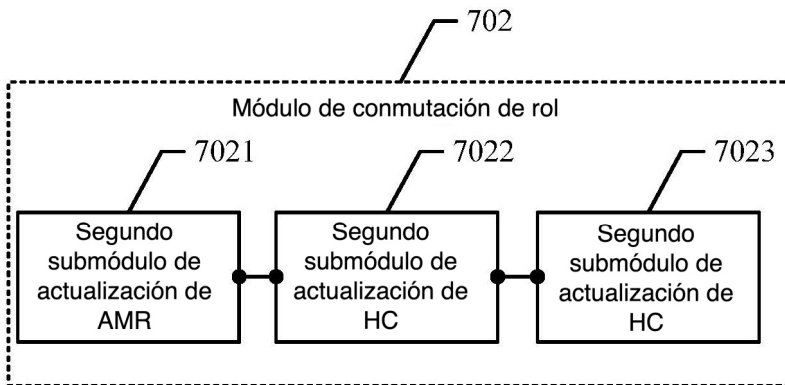 702
Módulo de conmutación de rol
7021
7022
7023
Segundo
submódulo de
actualización de
AMR
Segundo
submódulo de
actualización de
HC
Segundo
submódulo de
actualización de
HC